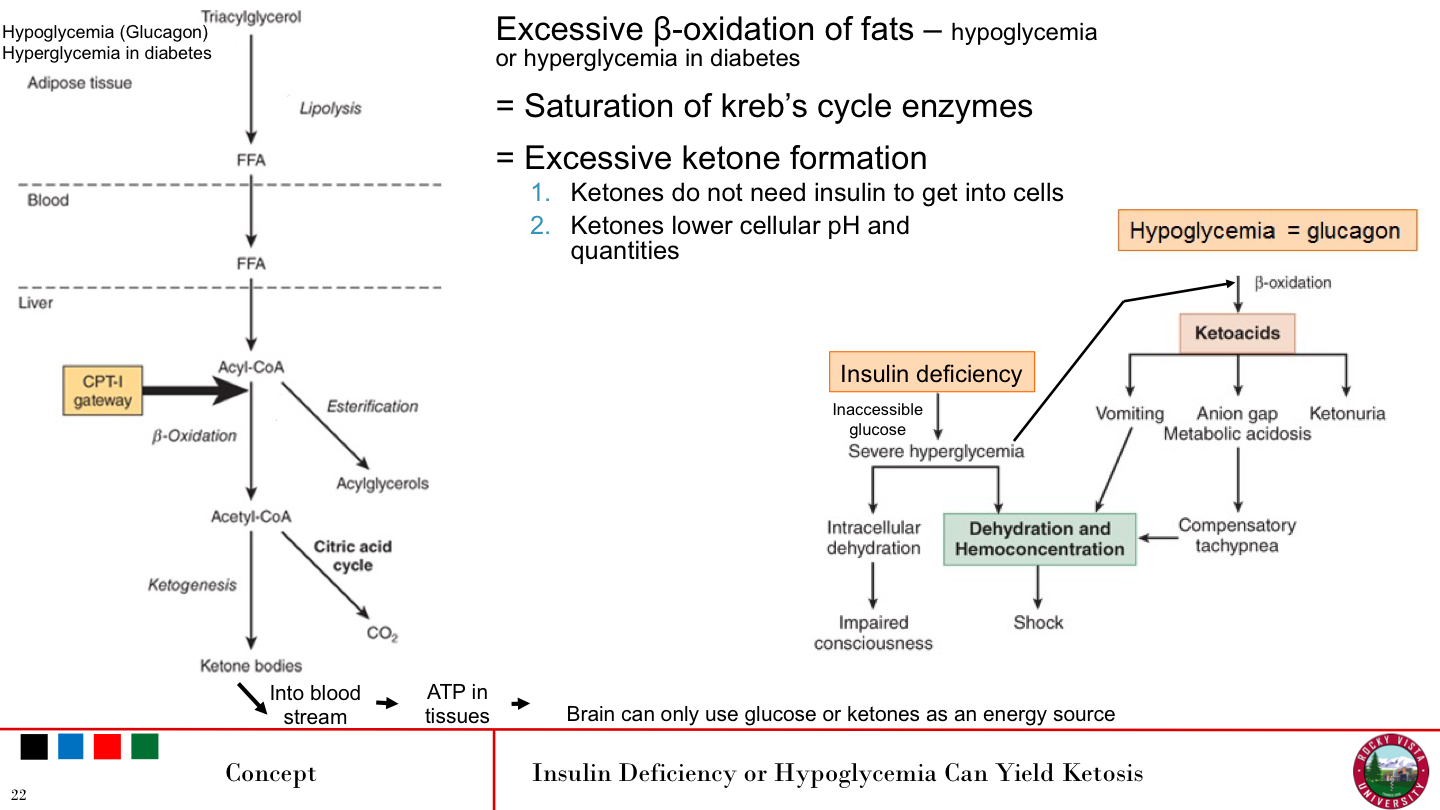 Hypoglycemia (Glucagon)
Hyperglycemia in diabetes
Triacylglycerol
Adipose tissue
Lipolysis
FFA
Blood
FFA
Liver
Acyl-CoA
CPT-I
gateway
Esterification
β-Oxidation
Acylglycerols
Acetyl-CoA
Citric acid
cycle
Ketogenesis
CO₂
Ketone bodies
Into blood
stream
ATP in
tissues
Brain can only use glucose or ketones as an energy source
Excessive β-oxidation of fats – hypoglycemia
or hyperglycemia in diabetes
= Saturation of kreb’s cycle enzymes
= Excessive ketone formation
1. Ketones do not need insulin to get into cells
2. Ketones lower cellular pH and
quantities
Hypoglycemia = glucagon
β-oxidation
Ketoacids
Insulin deficiency
Inaccessible
glucose
Severe hyperglycemia
Vomiting
Anion gap
Metabolic acidosis
Ketonuria
Intracellular
dehydration
Dehydration and
Hemoconcentration
Compensatory
tachypnea
Impaired
consciousness
Shock
22
Concept
Insulin Deficiency or Hypoglycemia Can Yield Ketosis
ROCKY VISTA
UNIVERSITY